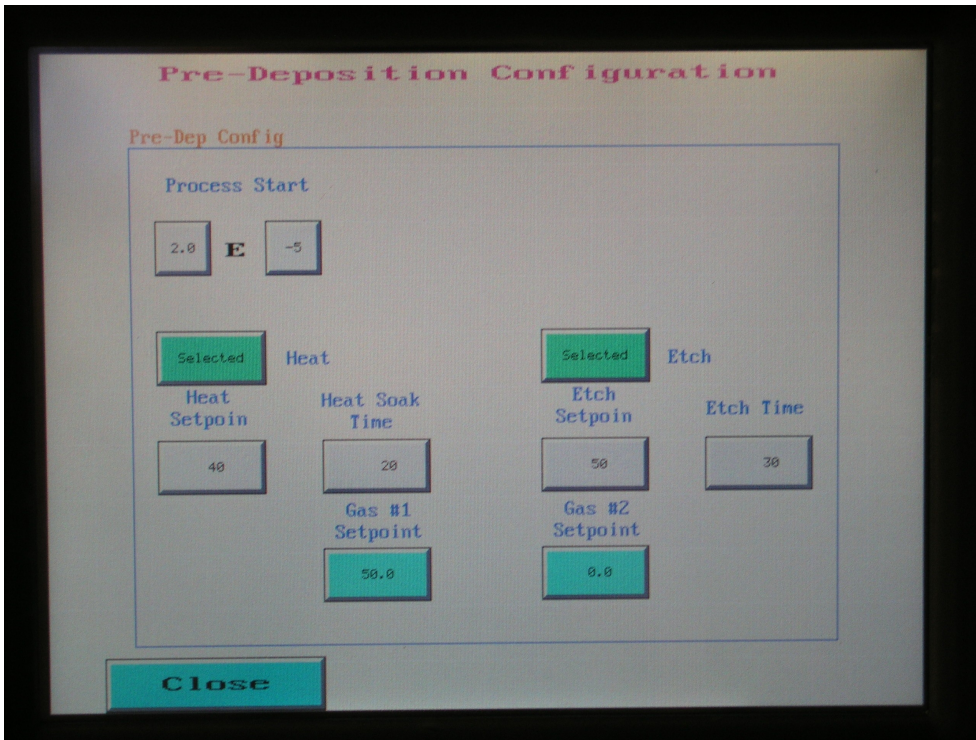 Pre-Deposition Configuration
Pre-Dep Config
Process Start
2.0 E -5
Selected Heat Selected Etch
Heat
Setpoin
Heat Soak
Time
Etch
Setpoin
Etch Time
40 20 50 30
Gas #1
Setpoint
Gas #2
Setpoint
50.0 0.0
Close